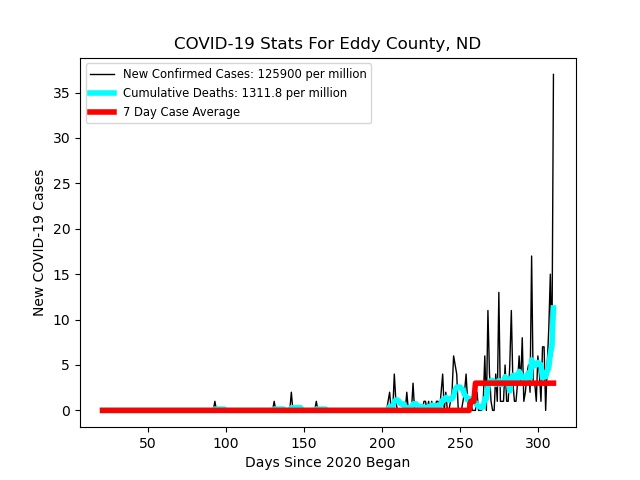 COVID-19 Stats For Eddy County, ND
New Confirmed Cases: 125900 per million
Cumulative Deaths: 1311.8 per million
7 Day Case Average
New COVID-19 Cases
35
30
25
20
15
10
5
0
50 100 150 200 250 300
Days Since 2020 Began